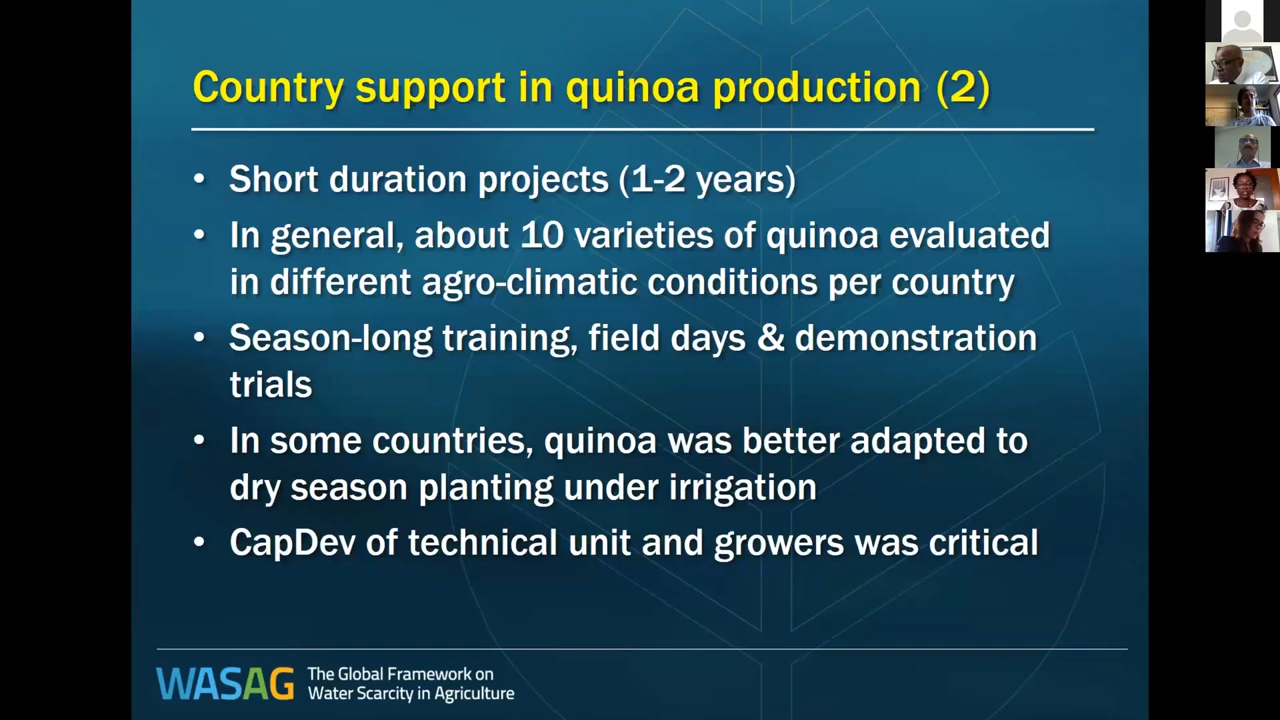 Country support in quinoa production (2)
• Short duration projects (1-2 years)
• In general, about 10 varieties of quinoa evaluated
in different agro-climatic conditions per country
• Season-long training, field days & demonstration
trials
• In some countries, quinoa was better adapted to
dry season planting under irrigation
• CapDev of technical unit and growers was critical
WASAG
The Global Framework on
Water Scarcity in Agriculture